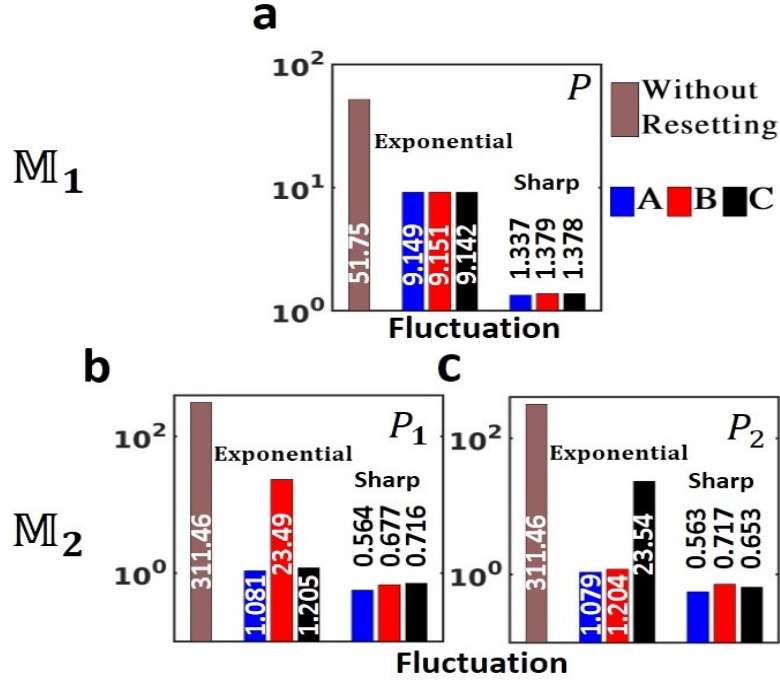 a
𝕄₁
10²
10¹
10⁰
P
Without
Resetting
Exponential
Sharp
A B C
51.75
9.149
9.151
9.142
1.337
1.379
1.378
Fluctuation
b
𝕄₂
10²
10⁰
P₁
Exponential
Sharp
311.46
1.081
23.49
1.205
0.564
0.677
0.716
c
10²
10⁰
P₂
Exponential
Sharp
311.46
1.079
1.204
23.54
0.563
0.717
0.653
Fluctuation